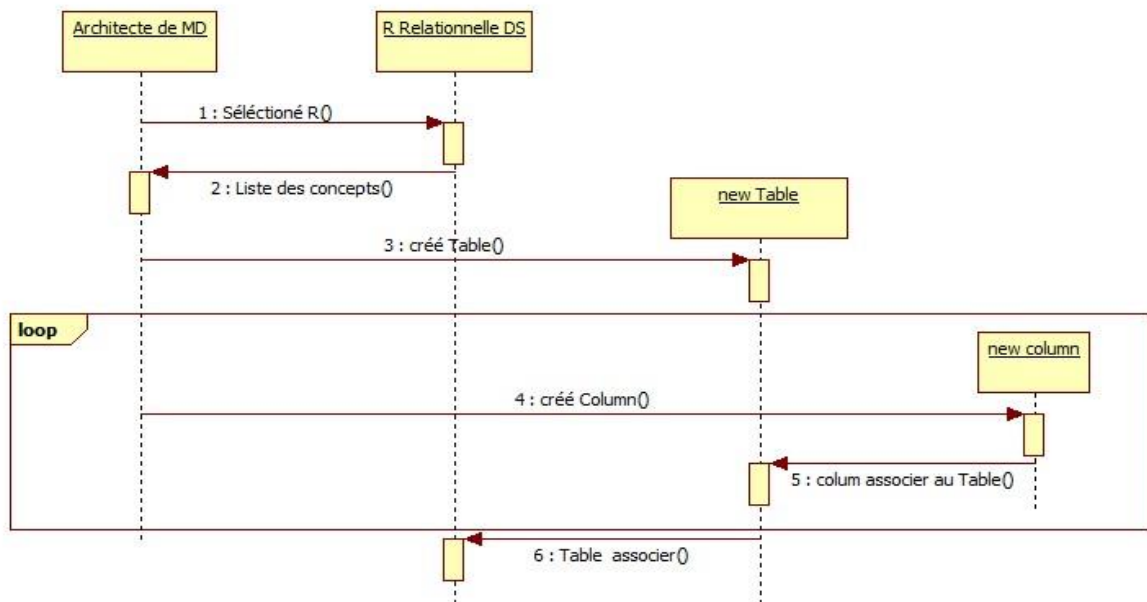 Architecte de MD
R Relationnelle DS
1 : Séléctioné R()
2 : Liste des concepts()
new Table
3 : créé Table()
loop
new column
4 : créé Column()
5 : colum associer au Table()
6 : Table associer()